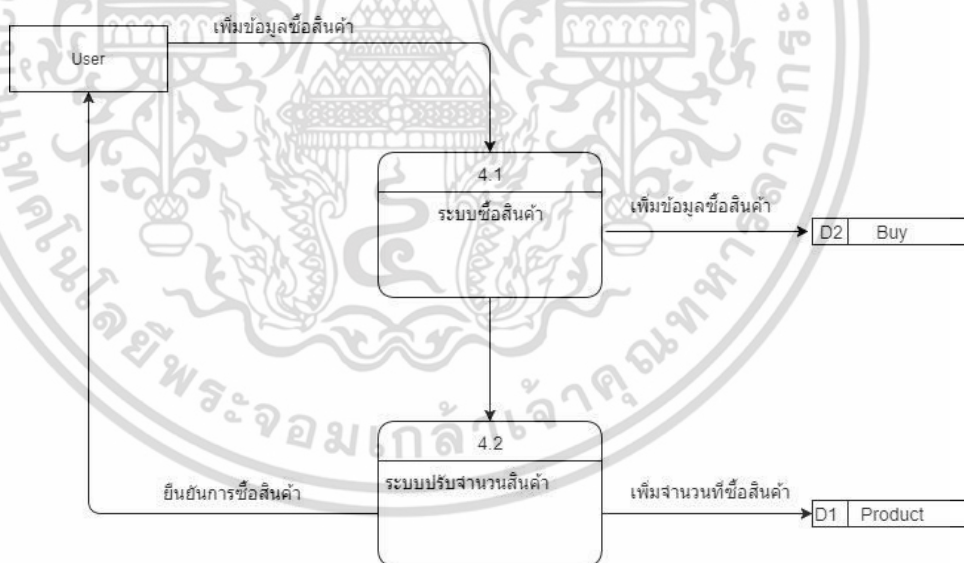 เพิ่มข้อมูลซื้อสินค้า
User
4.1
ระบบซื้อสินค้า
เพิ่มข้อมูลซื้อสินค้า
D2 Buy
4.2
ระบบปรับจำนวนสินค้า
ยืนยันการซื้อสินค้า
เพิ่มจำนวนที่ซื้อสินค้า
D1 Product